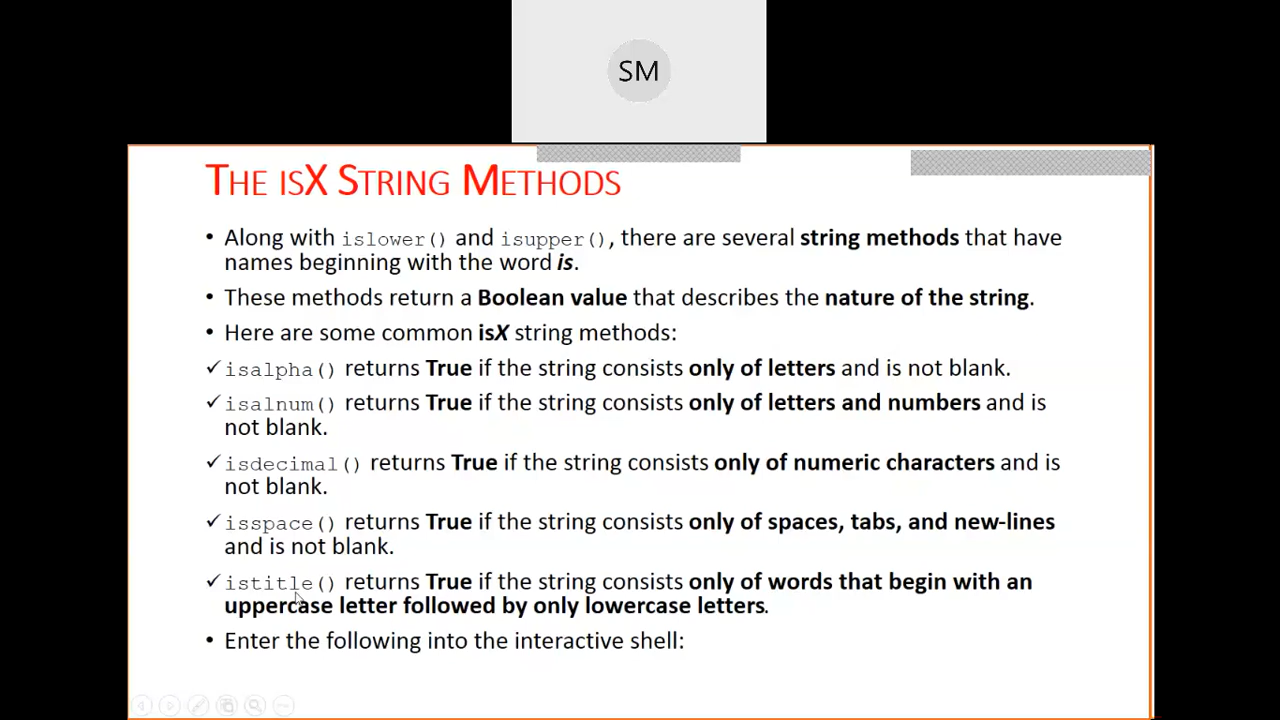 SM
THE ISX STRING METHODS
• Along with islower() and isupper(), there are several string methods that have
names beginning with the word is.
• These methods return a Boolean value that describes the nature of the string.
• Here are some common isX string methods:
✓ isalpha() returns True if the string consists only of letters and is not blank.
✓ isalnum() returns True if the string consists only of letters and numbers and is
not blank.
✓ isdecimal() returns True if the string consists only of numeric characters and is
not blank.
✓ isspace() returns True if the string consists only of spaces, tabs, and new-lines
and is not blank.
✓ istitle() returns True if the string consists only of words that begin with an
uppercase letter followed by only lowercase letters.
• Enter the following into the interactive shell: